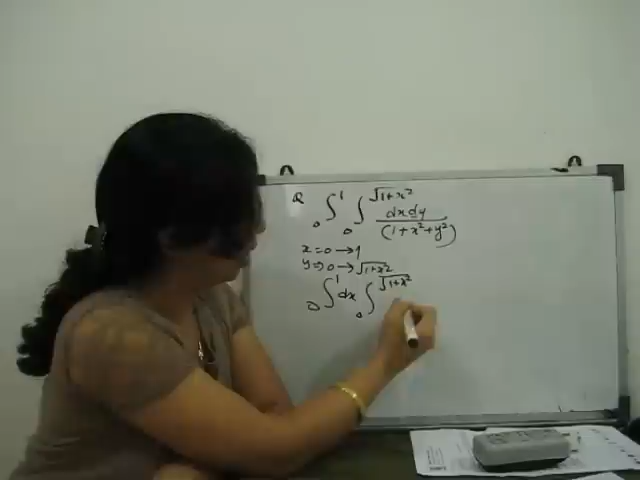 Q ∫₀¹ ∫₀^√(1+x²) dxdy / (1+x²+y²)
x=0→1
y⇒0→√(1+x²)
∫₀¹ dx ∫₀^√(1+x²)